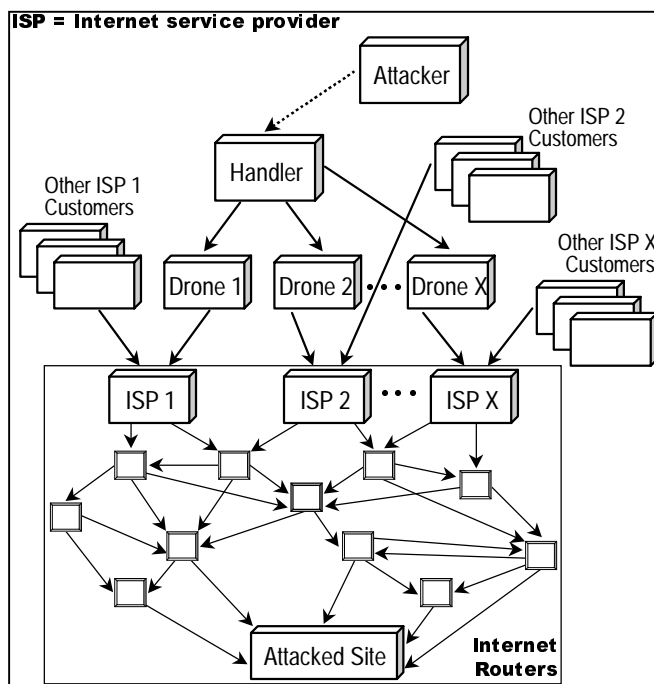 ISP = Internet service provider
Attacker
Other ISP 2
Customers
Handler
Other ISP 1
Customers
Other ISP X
Customers
Drone 1
Drone 2
• • •
Drone X
ISP 1
ISP 2
• • •
ISP X
Attacked Site
Internet
Routers